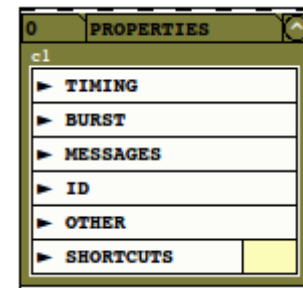 0 PROPERTIES
c1
TIMING
BURST
MESSAGES
ID
OTHER
SHORTCUTS